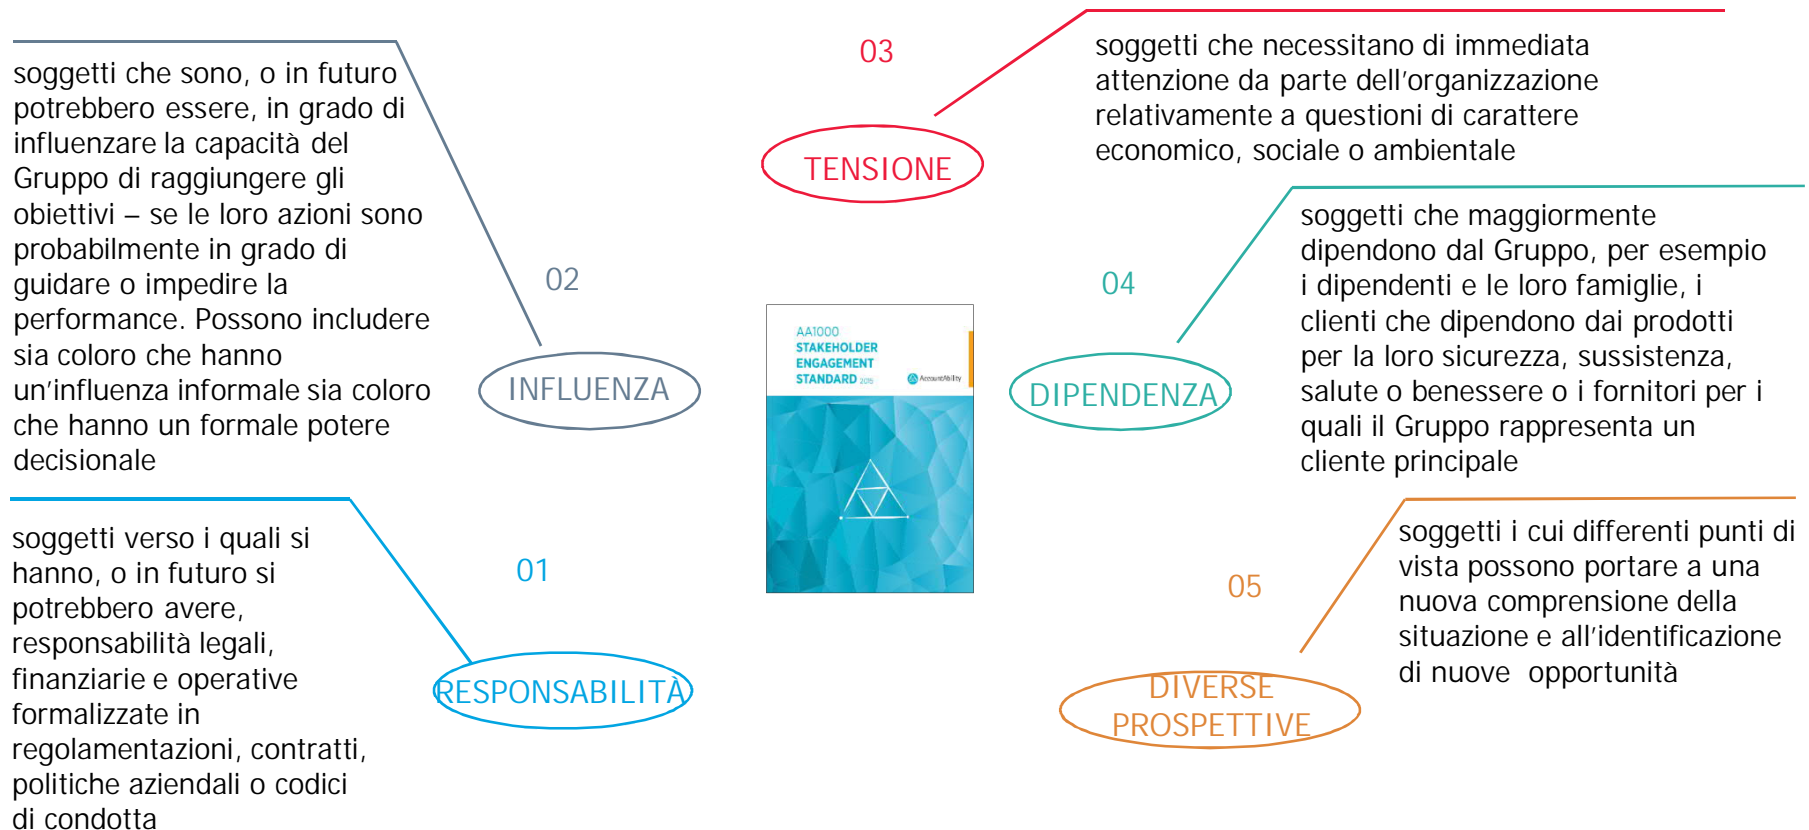 01
RESPONSABILITÀ
soggetti verso i quali si
hanno, o in futuro si
potrebbero avere,
responsabilità legali,
finanziarie e operative
formalizzate in
regolamentazioni, contratti,
politiche aziendali o codici
di condotta
02
INFLUENZA
soggetti che sono, o in futuro
potrebbero essere, in grado di
influenzare la capacità del
Gruppo di raggiungere gli
obiettivi – se le loro azioni sono
probabilmente in grado di
guidare o impedire la
performance. Possono includere
sia coloro che hanno
un'influenza informale sia coloro
che hanno un formale potere
decisionale
03
TENSIONE
soggetti che necessitano di immediata
attenzione da parte dell'organizzazione
relativamente a questioni di carattere
economico, sociale o ambientale
04
DIPENDENZA
soggetti che maggiormente
dipendono dal Gruppo, per esempio
i dipendenti e le loro famiglie, i
clienti che dipendono dai prodotti
per la loro sicurezza, sussistenza,
salute o benessere o i fornitori per i
quali il Gruppo rappresenta un
cliente principale
05
DIVERSE
PROSPETTIVE
soggetti i cui differenti punti di
vista possono portare a una
nuova comprensione della
situazione e all'identificazione
di nuove  opportunità
AA1000
STAKEHOLDER
ENGAGEMENT
STANDARD 2015
AccountAbility